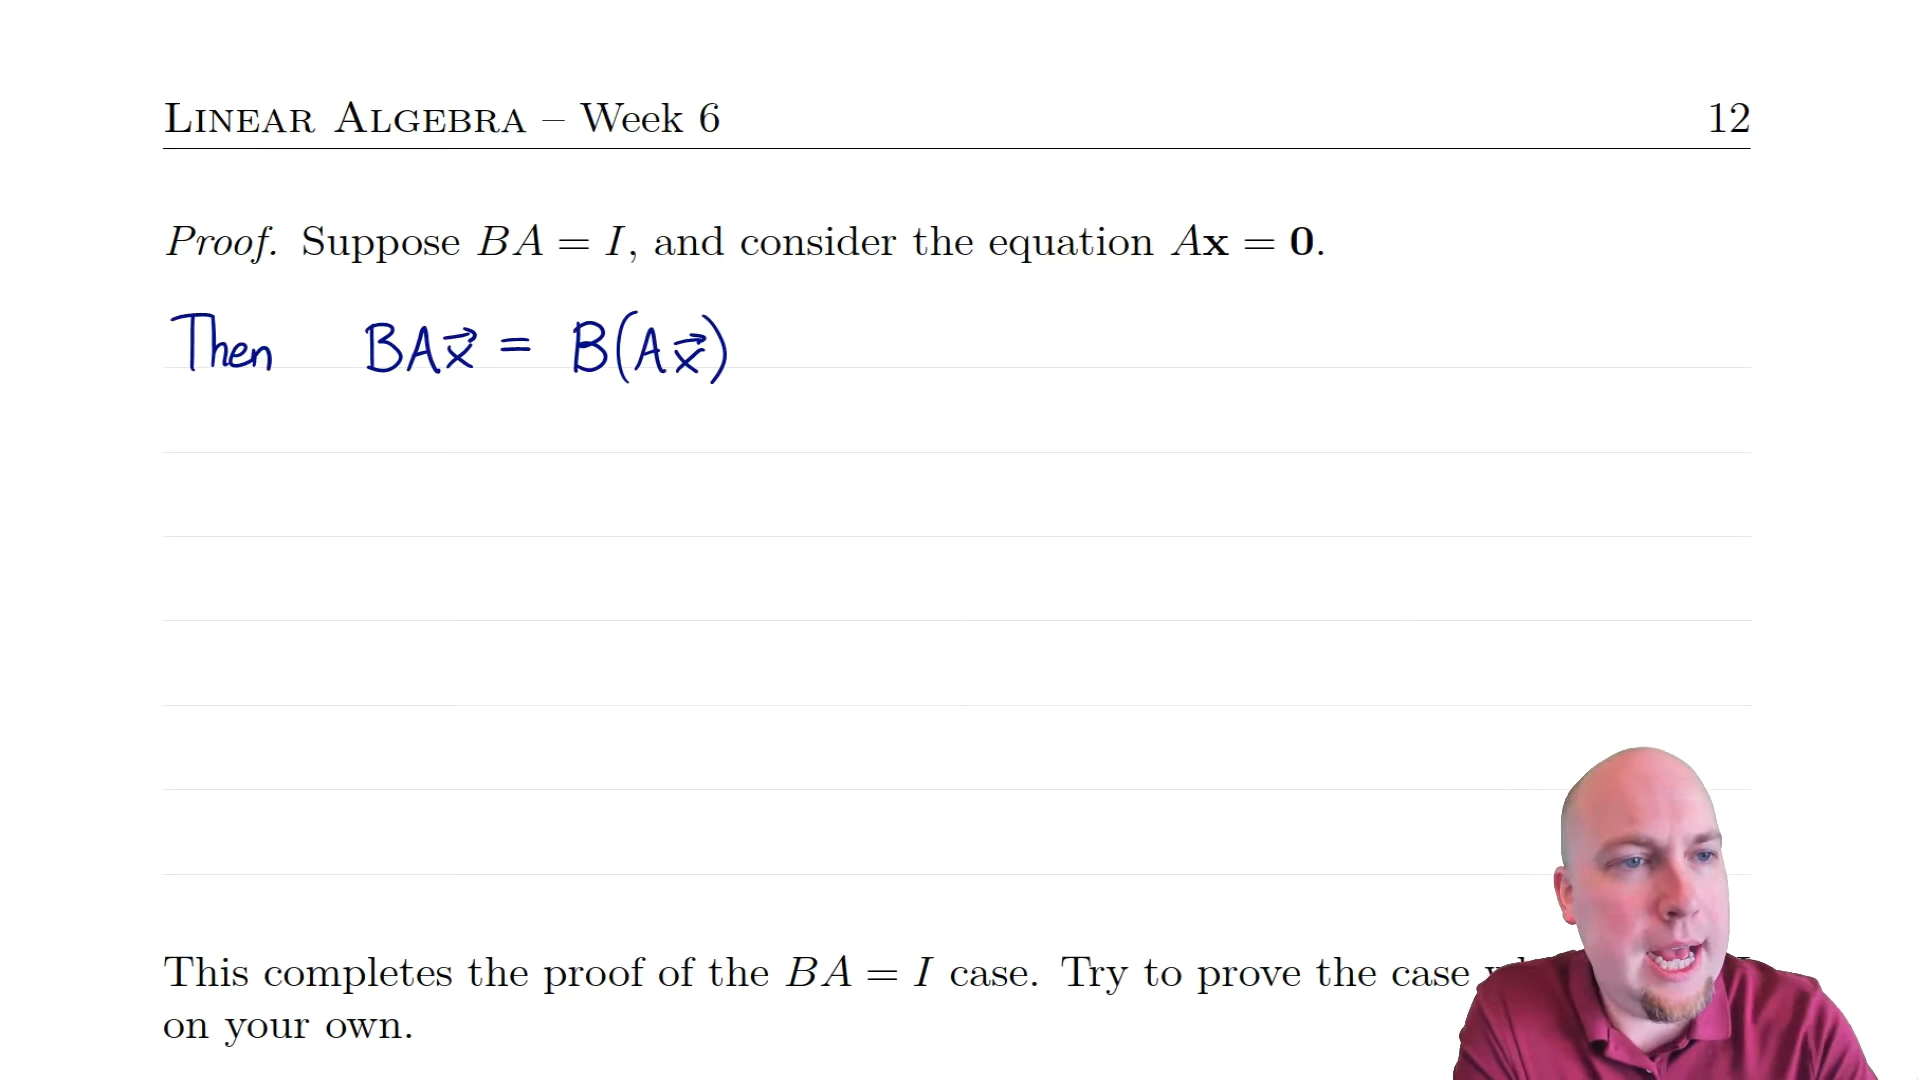 LINEAR ALGEBRA – Week 6 12
Proof. Suppose BA = I, and consider the equation Ax = 0.
Then BAx⃗ = B(Ax⃗)
This completes the proof of the BA = I case. Try to prove the case
on your own.